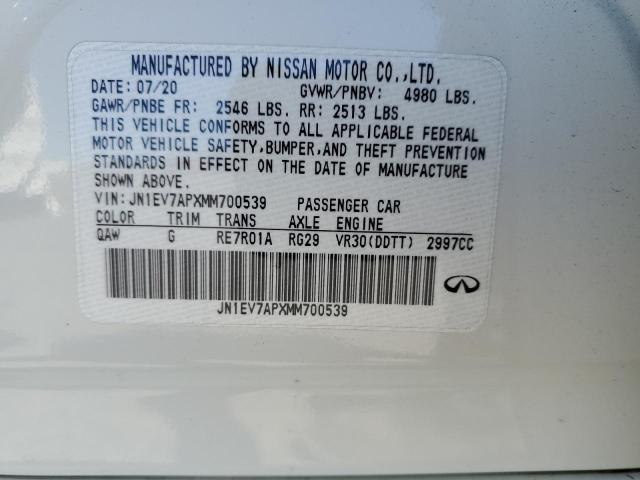 MANUFACTURED BY NISSAN MOTOR CO.,LTD.
DATE: 07/20 GVWR/PNBV: 4980 LBS.
GAWR/PNBE FR: 2546 LBS. RR: 2513 LBS.
THIS VEHICLE CONFORMS TO ALL APPLICABLE FEDERAL
MOTOR VEHICLE SAFETY,BUMPER,AND THEFT PREVENTION
STANDARDS IN EFFECT ON THE DATE OF MANUFACTURE
SHOWN ABOVE.
VIN: JN1EV7APXMM700539 PASSENGER CAR
COLOR TRIM TRANS AXLE ENGINE
QAW G RE7R01A RG29 VR30(DDTT) 2997CC
JN1EV7APXMM700539